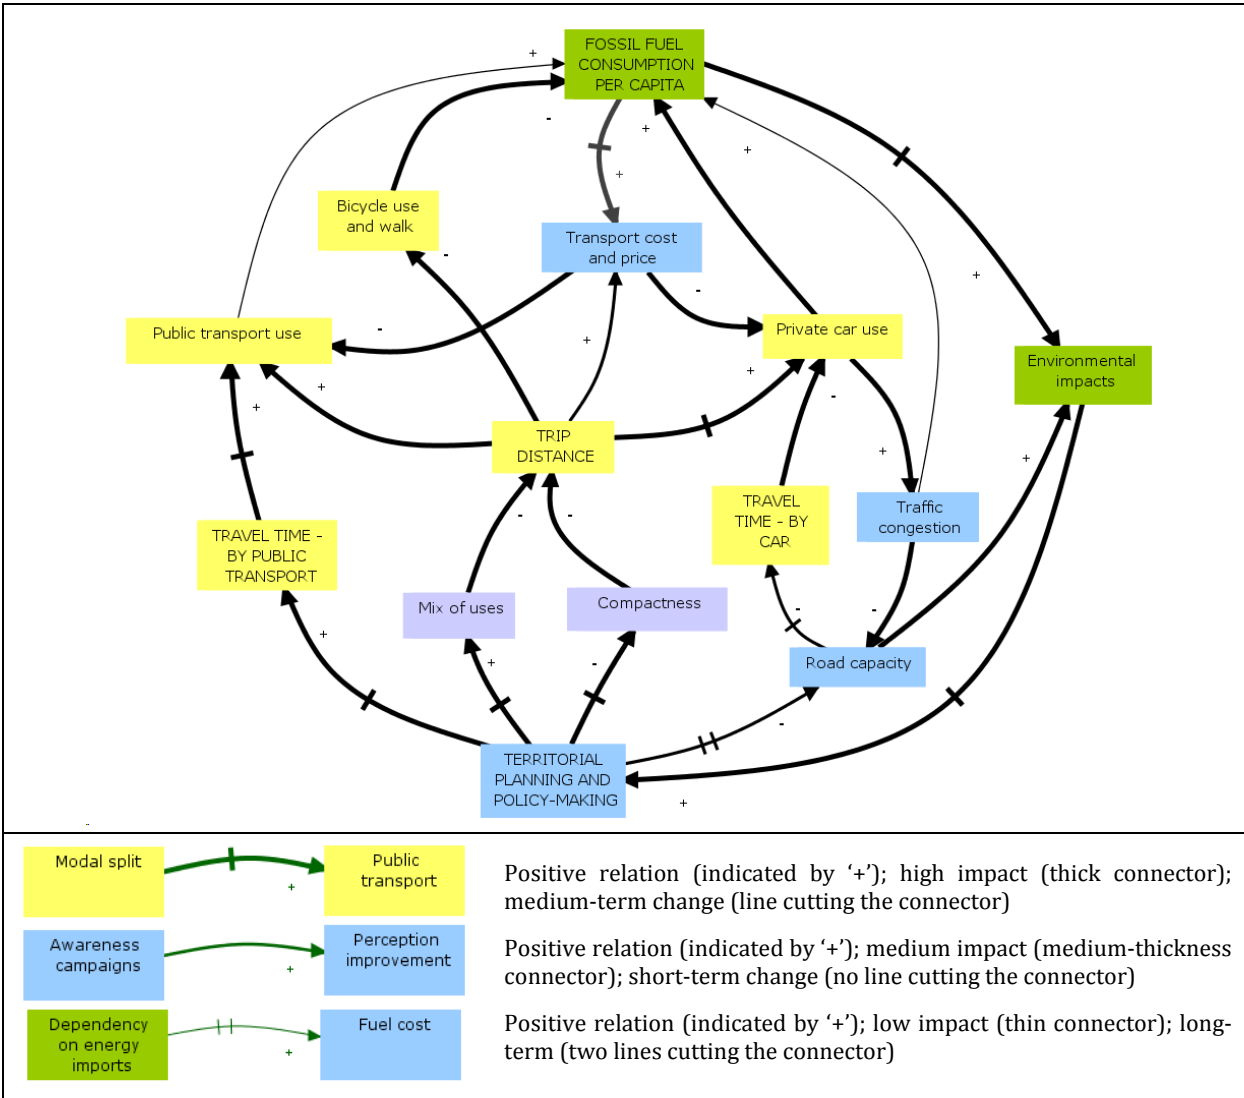 FOSSIL FUEL
CONSUMPTION
PER CAPITA
+
-
+
+
+
Bicycle use
and walk
Transport cost
and price
-
+
-
-
Public transport use
Private car use
+
+
+
-
Environmental
impacts
+
TRIP
DISTANCE
+
+
TRAVEL TIME -
BY PUBLIC
TRANSPORT
-
-
TRAVEL
TIME - BY
CAR
Traffic
congestion
Mix of uses
Compactness
-
-
+
+
-
Road capacity
-
TERRITORIAL
PLANNING AND
POLICY-MAKING
+
Modal split
+
Public
transport
Positive relation (indicated by ‘+’); high impact (thick connector);
medium-term change (line cutting the connector)
Awareness
campaigns
+
Perception
improvement
Positive relation (indicated by ‘+’); medium impact (medium-thickness
connector); short-term change (no line cutting the connector)
Dependency
on energy
imports
+
Fuel cost
Positive relation (indicated by ‘+’); low impact (thin connector); long-
term (two lines cutting the connector)